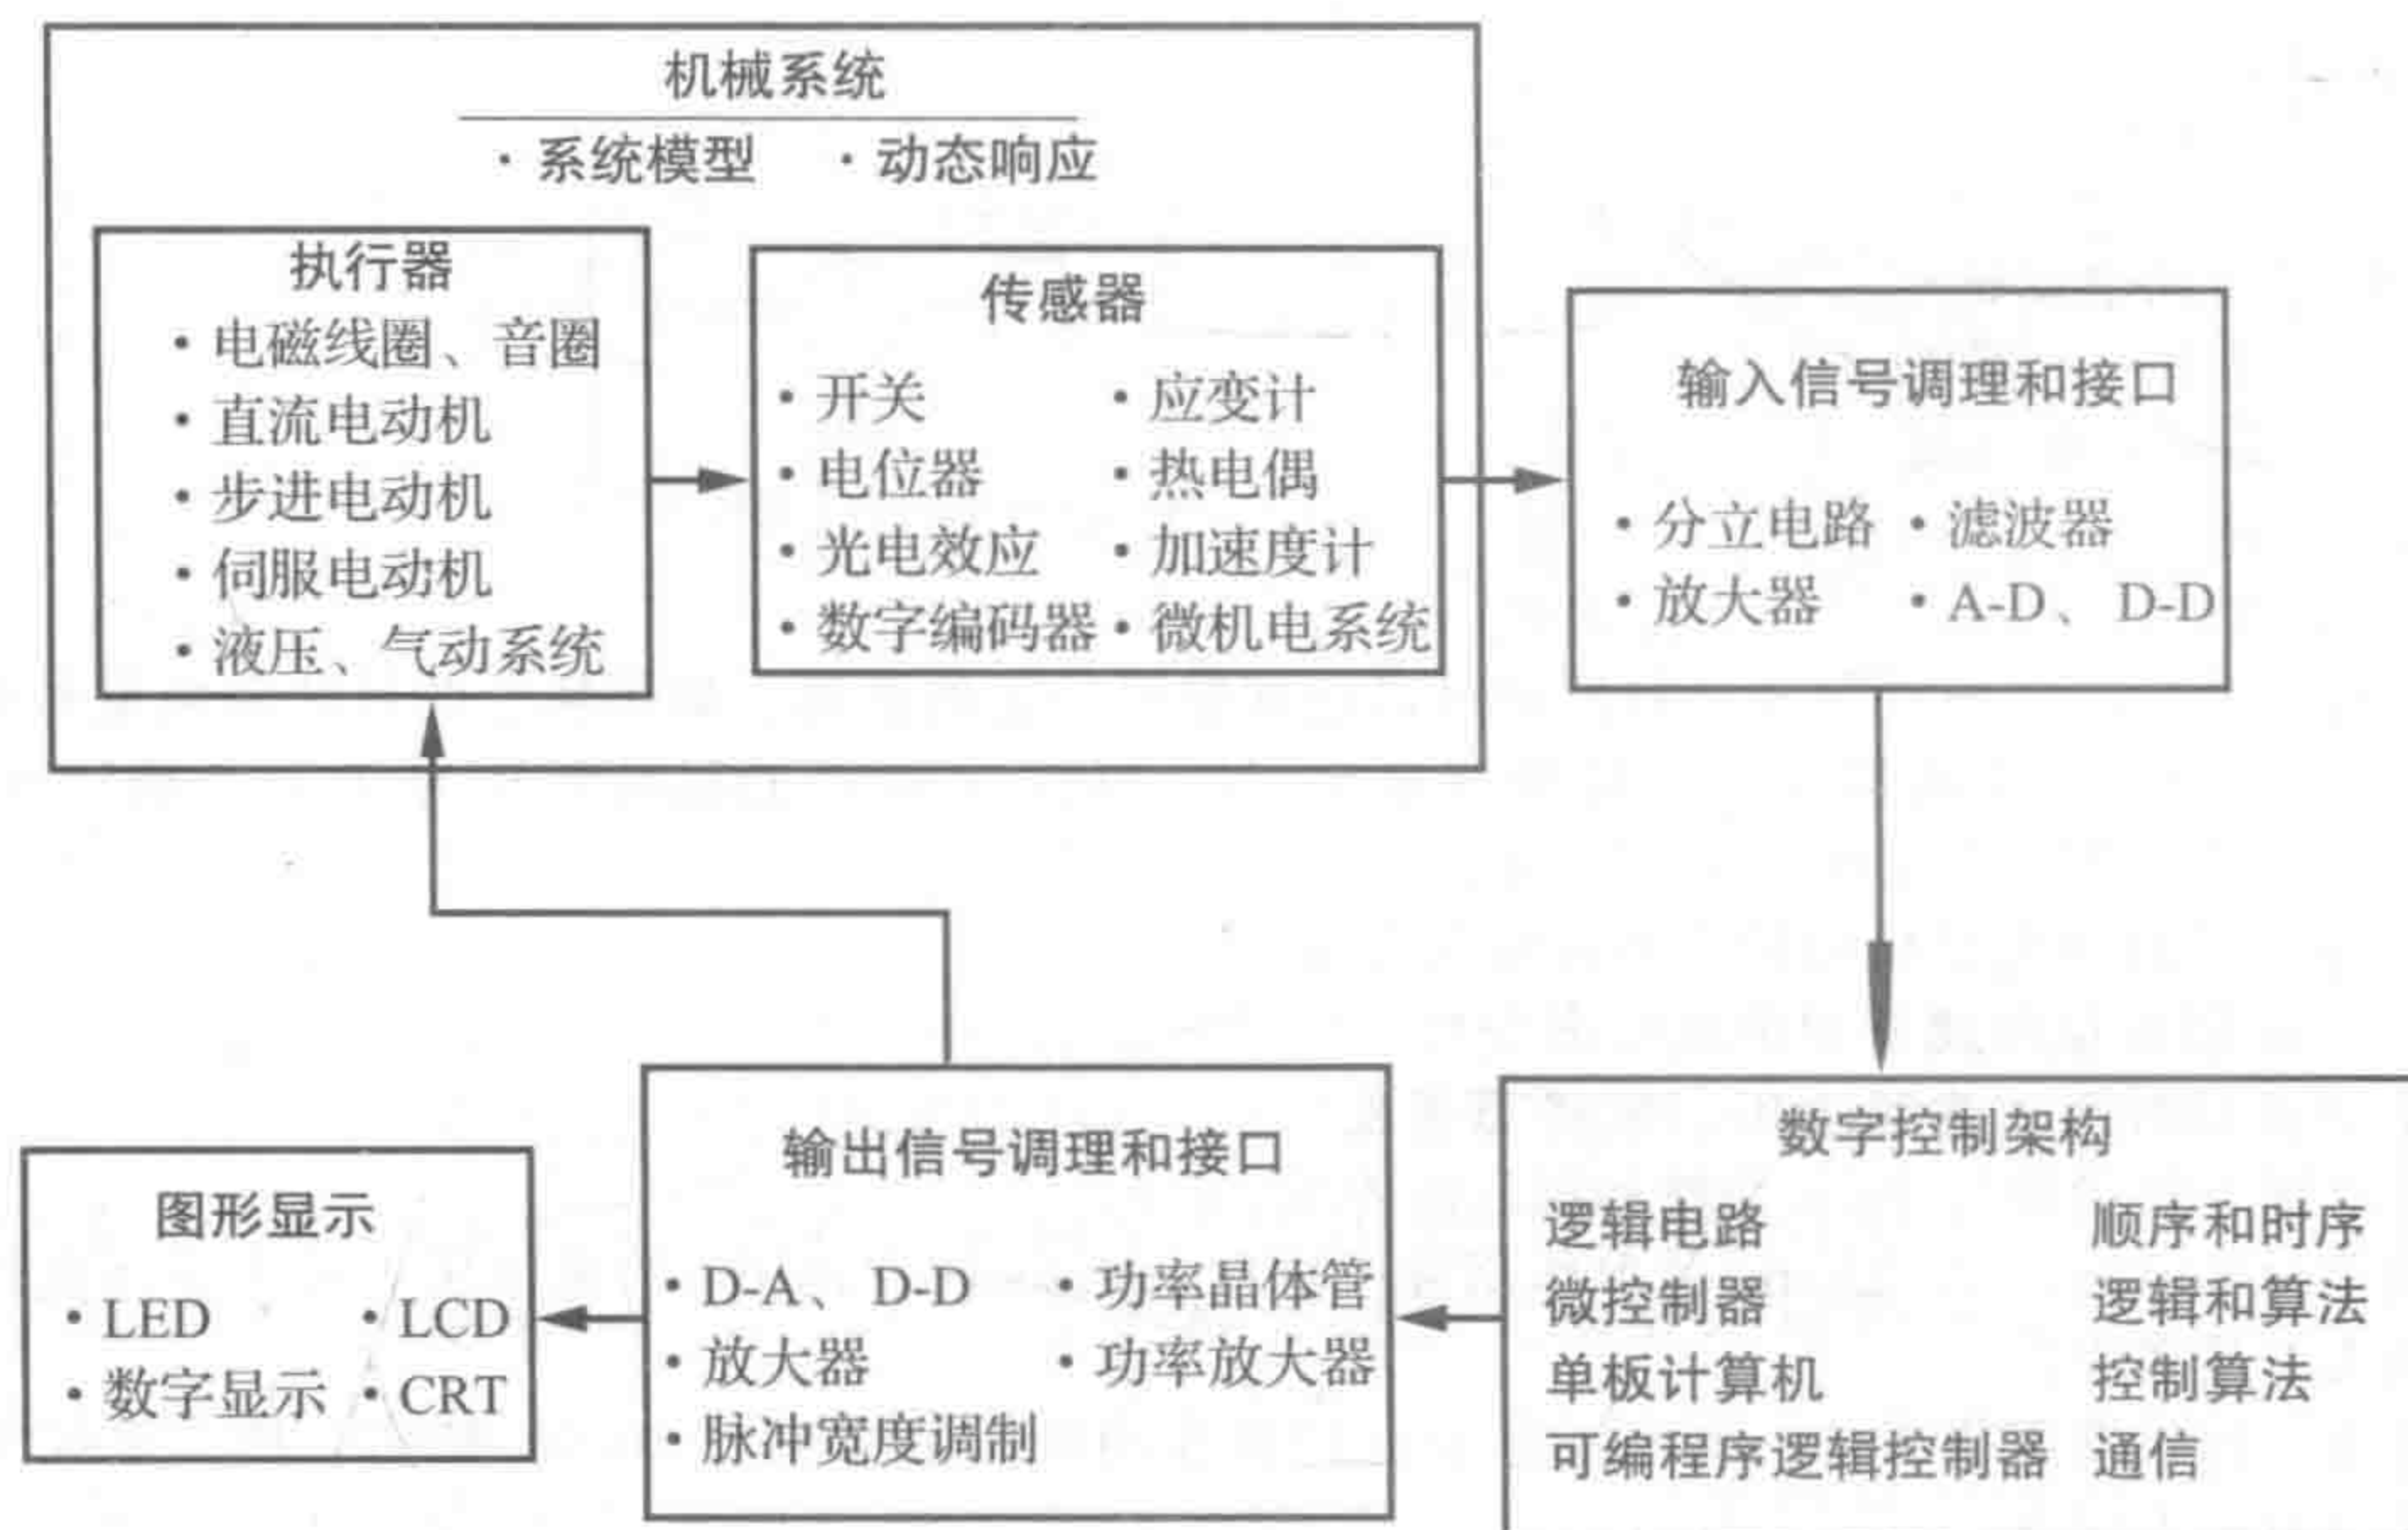 机械系统
· 系统模型 · 动态响应
执行器
· 电磁线圈、音圈
· 直流电动机
· 步进电动机
· 伺服电动机
· 液压、气动系统
传感器
· 开关 · 应变计
· 电位器 · 热电偶
· 光电效应 · 加速度计
· 数字编码器 · 微机电系统
输入信号调理和接口
· 分立电路 · 滤波器
· 放大器 · A-D、D-D
图形显示
· LED · LCD
· 数字显示 · CRT
输出信号调理和接口
· D-A、D-D · 功率晶体管
· 放大器 · 功率放大器
· 脉冲宽度调制
数字控制架构
逻辑电路 顺序和时序
微控制器 逻辑和算法
单板计算机 控制算法
可编程序逻辑控制器 通信